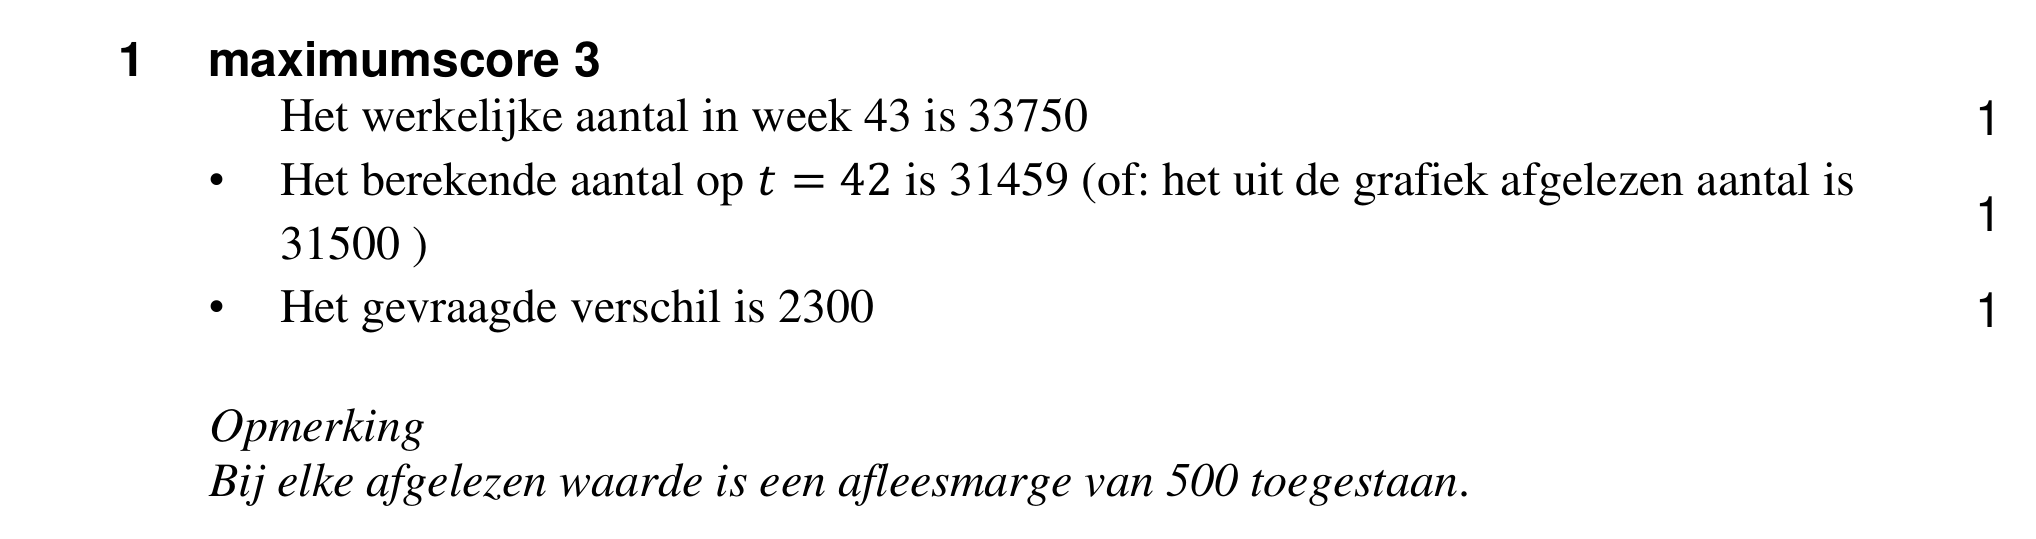 1 maximumscore 3
Het werkelijke aantal in week 43 is 33750 1
• Het berekende aantal op t = 42 is 31459 (of: het uit de grafiek afgelezen aantal is
31500 ) 1
• Het gevraagde verschil is 2300 1
Opmerking
Bij elke afgelezen waarde is een afleesmarge van 500 toegestaan.